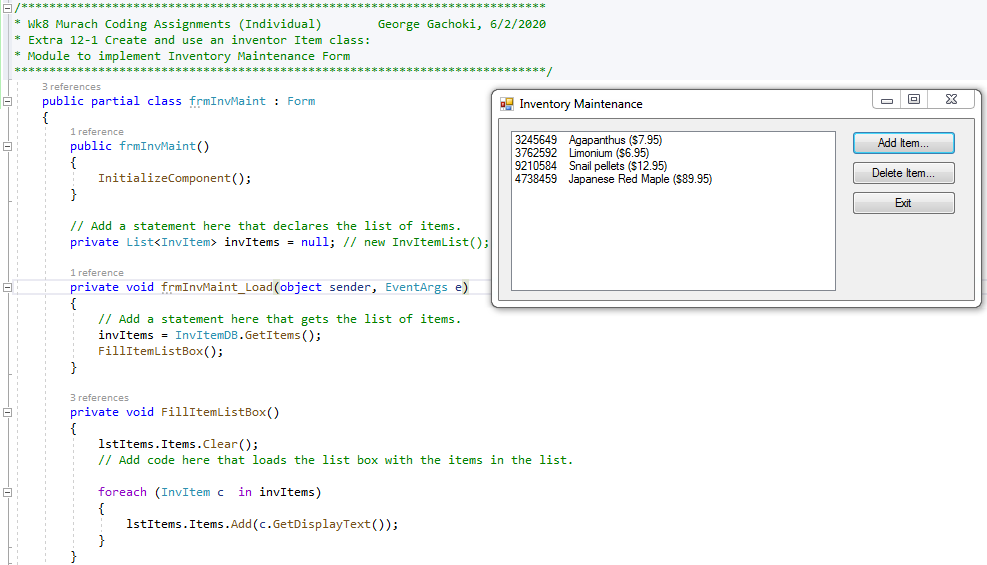 /***************************************************************************
* Wk8 Murach Coding Assignments (Individual)        George Gachoki, 6/2/2020
* Extra 12-1 Create and use an inventor Item class:
* Module to implement Inventory Maintenance Form
****************************************************************************/
3 references
public partial class frmInvMaint : Form
{
1 reference
public frmInvMaint()
{
InitializeComponent();
}
// Add a statement here that declares the list of items.
private List<InvItem> invItems = null; // new InvItemList();
1 reference
private void frmInvMaint_Load(object sender, EventArgs e)
{
// Add a statement here that gets the list of items.
invItems = InvItemDB.GetItems();
FillItemListBox();
}
3 references
private void FillItemListBox()
{
lstItems.Items.Clear();
// Add code here that loads the list box with the items in the list.
foreach (InvItem c  in invItems)
{
lstItems.Items.Add(c.GetDisplayText());
}
}
Inventory Maintenance
3245649    Agapanthus ($7.95)
3762592    Limonium ($6.95)
9210584    Snail pellets ($12.95)
4738459    Japanese Red Maple ($89.95)
Add Item...
Delete Item...
Exit